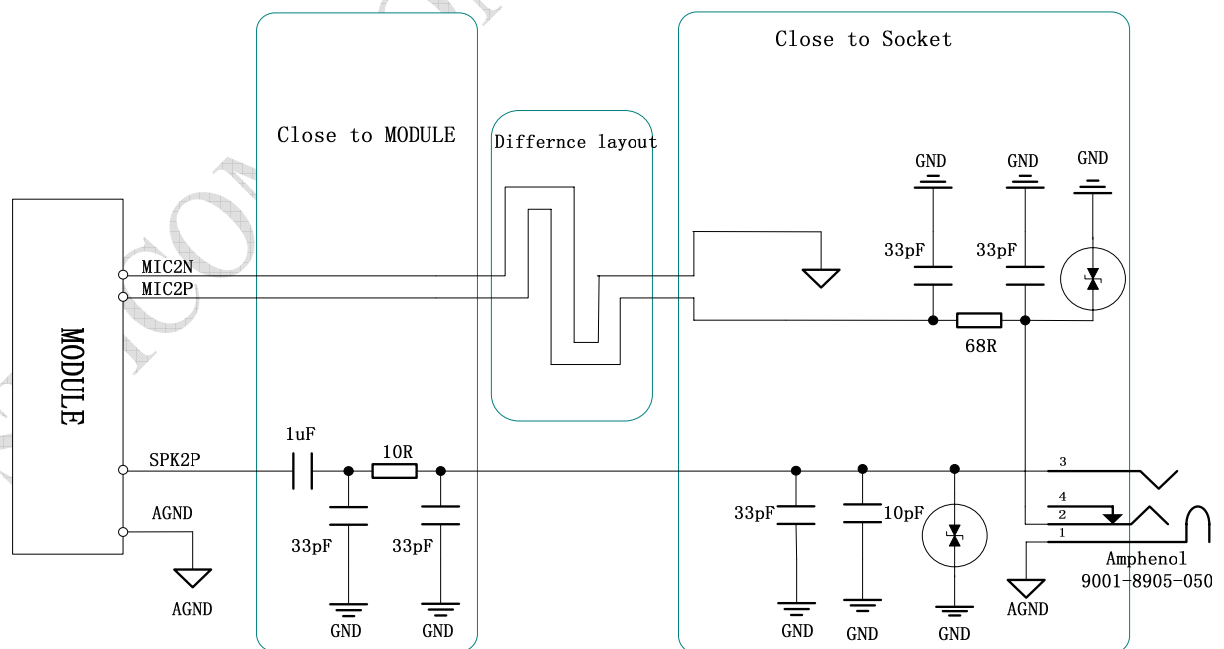 Close to Socket
Close to MODULE
Differnce layout
GND
GND
GND
33pF
33pF
MIC2N
MIC2P
68R
MODULE
1uF
10R
SPK2P
3
4
2
1
AGND
33pF
33pF
33pF
10pF
Amphenol
9001-8905-050
AGND
AGND
GND
GND
GND
GND
GND